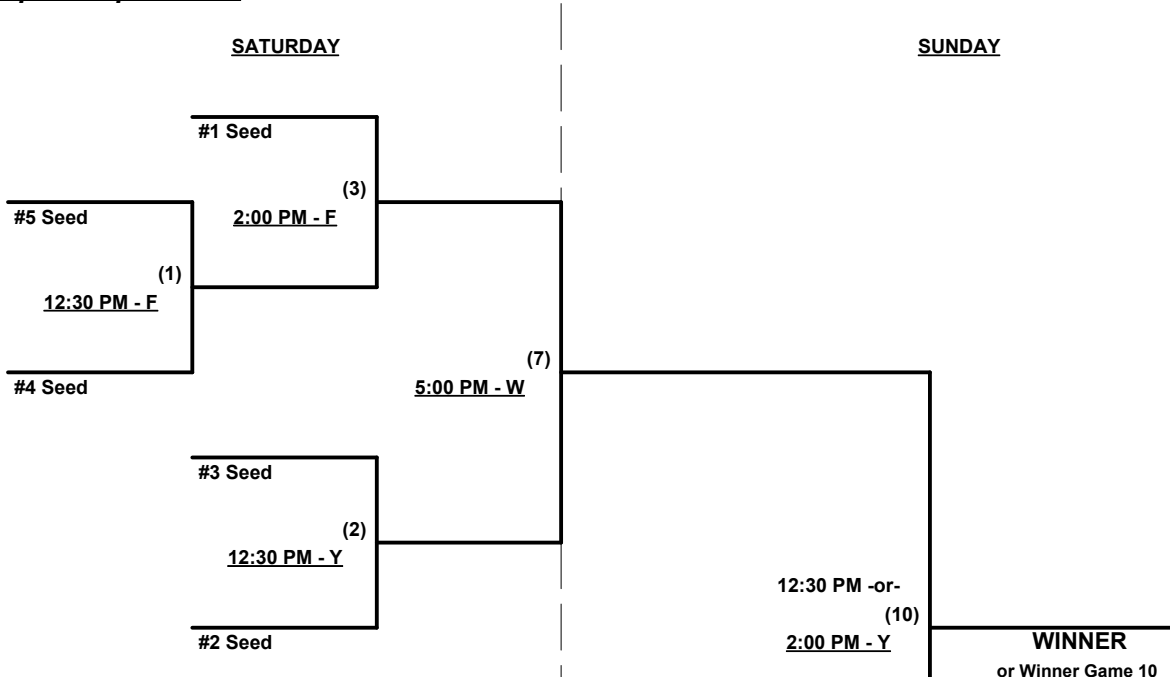 SATURDAY
SUNDAY
#1 Seed
(3)
2:00 PM - F
#5 Seed
(1)
12:30 PM - F
#4 Seed
(7)
5:00 PM - W
#3 Seed
(2)
12:30 PM - Y
#2 Seed
12:30 PM -or-
(10)
2:00 PM - Y
WINNER
or Winner Game 10